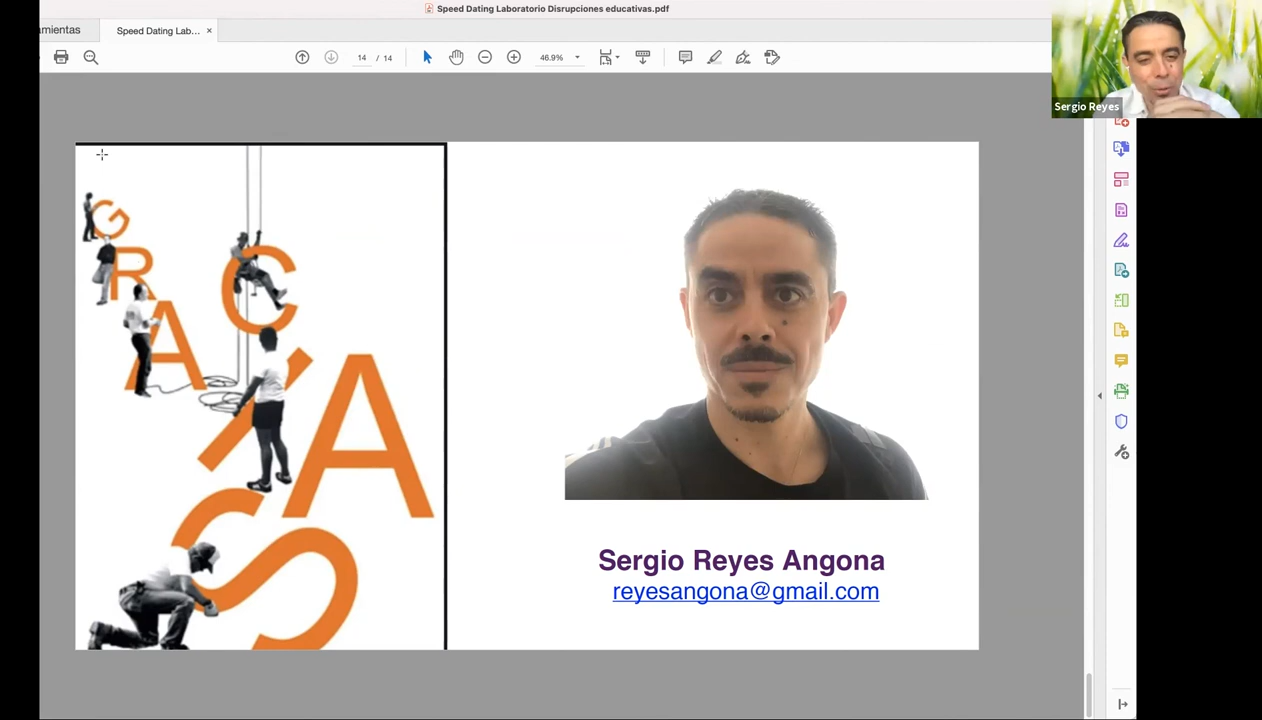 Speed Dating Laboratorio Disrupciones educativas.pdf
amientas
Speed Dating Lab... ×
14 / 14
46.9%
Sergio Reyes
GRACIAS
Sergio Reyes Angona
reyesangona@gmail.com